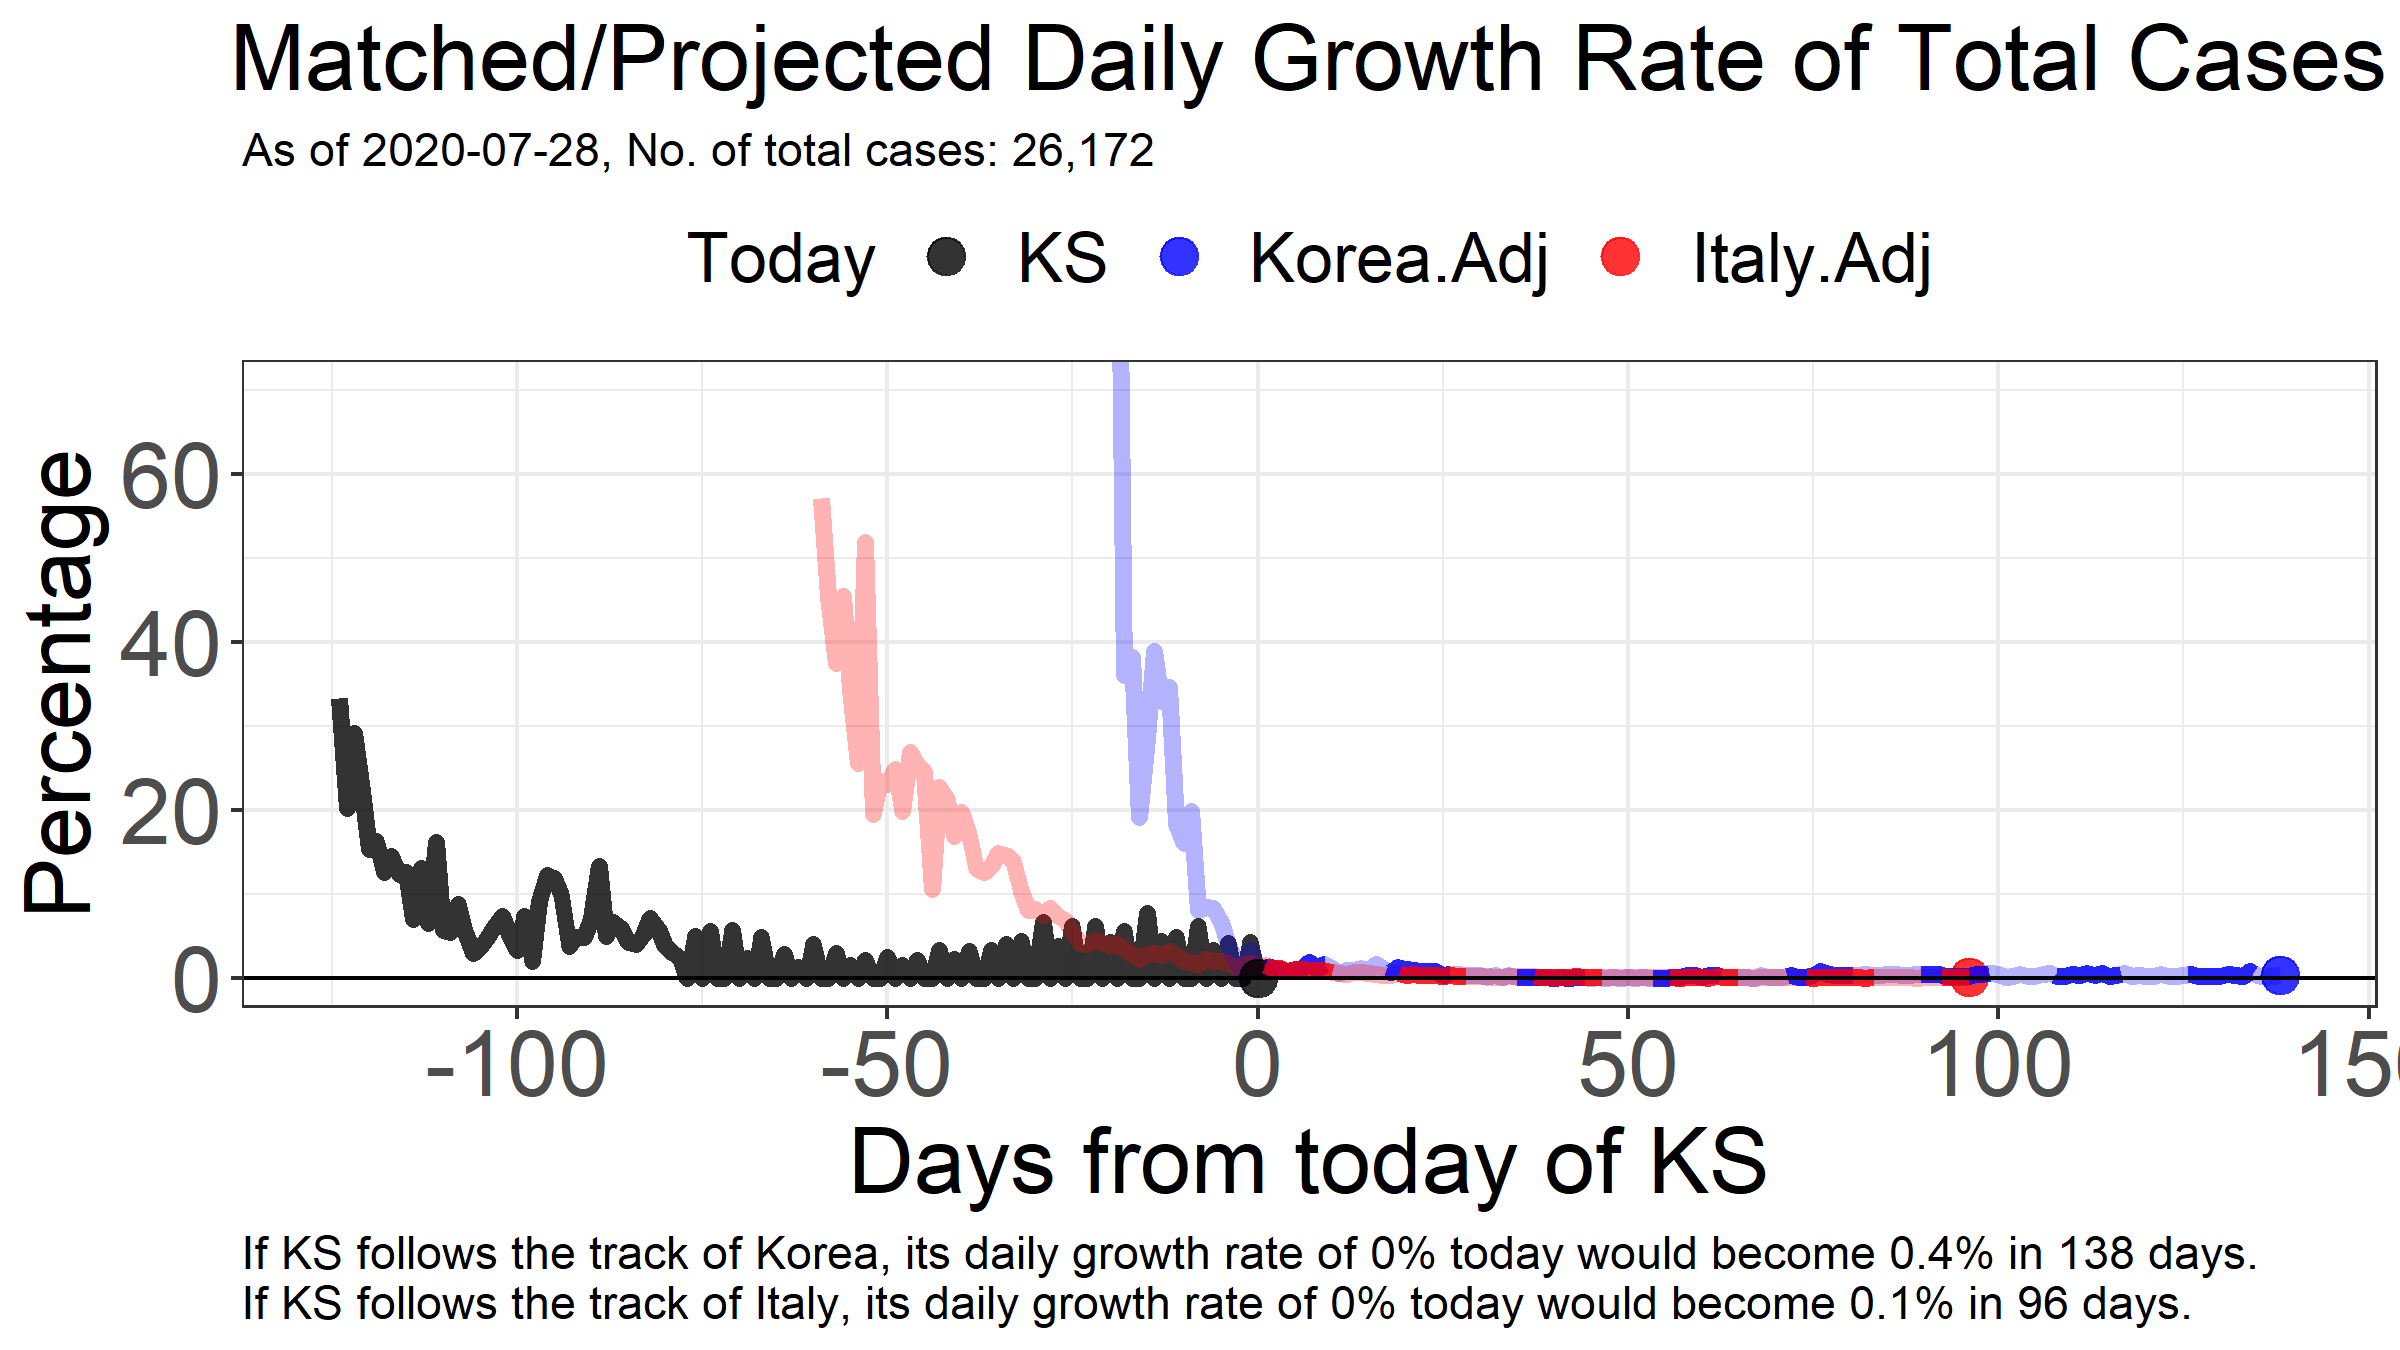 Matched/Projected Daily Growth Rate of Total Cases
As of 2020-07-28, No. of total cases: 26,172
Today KS Korea.Adj Italy.Adj
Percentage
60
40
20
0
-100 -50 0 50 100 150
Days from today of KS
If KS follows the track of Korea, its daily growth rate of 0% today would become 0.4% in 138 days.
If KS follows the track of Italy, its daily growth rate of 0% today would become 0.1% in 96 days.